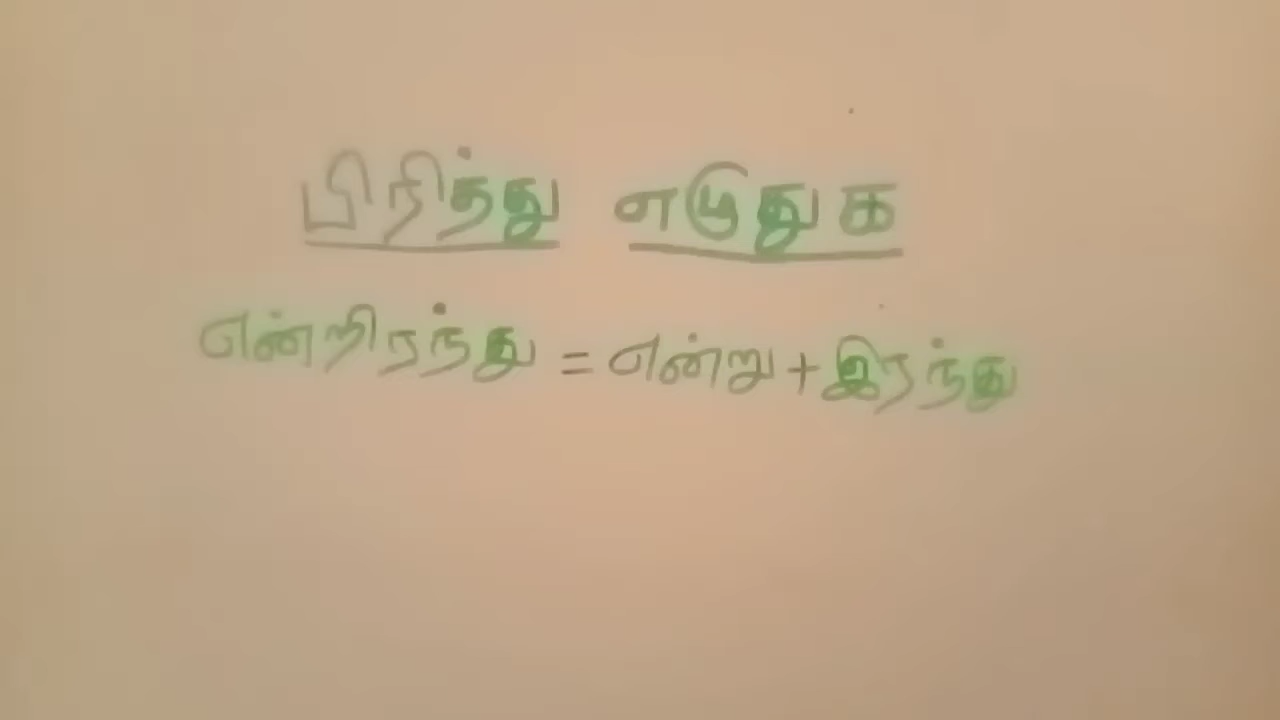 பிரித்து எழுதுக
என்றிரந்து = என்று + இரந்து